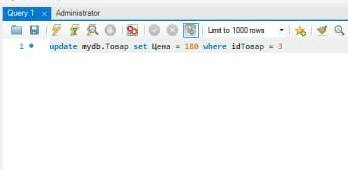 Query 1 Administrator
Limit to 1000 rows
1 update mydb.Товар set Цена = 180 where idТовар = 3